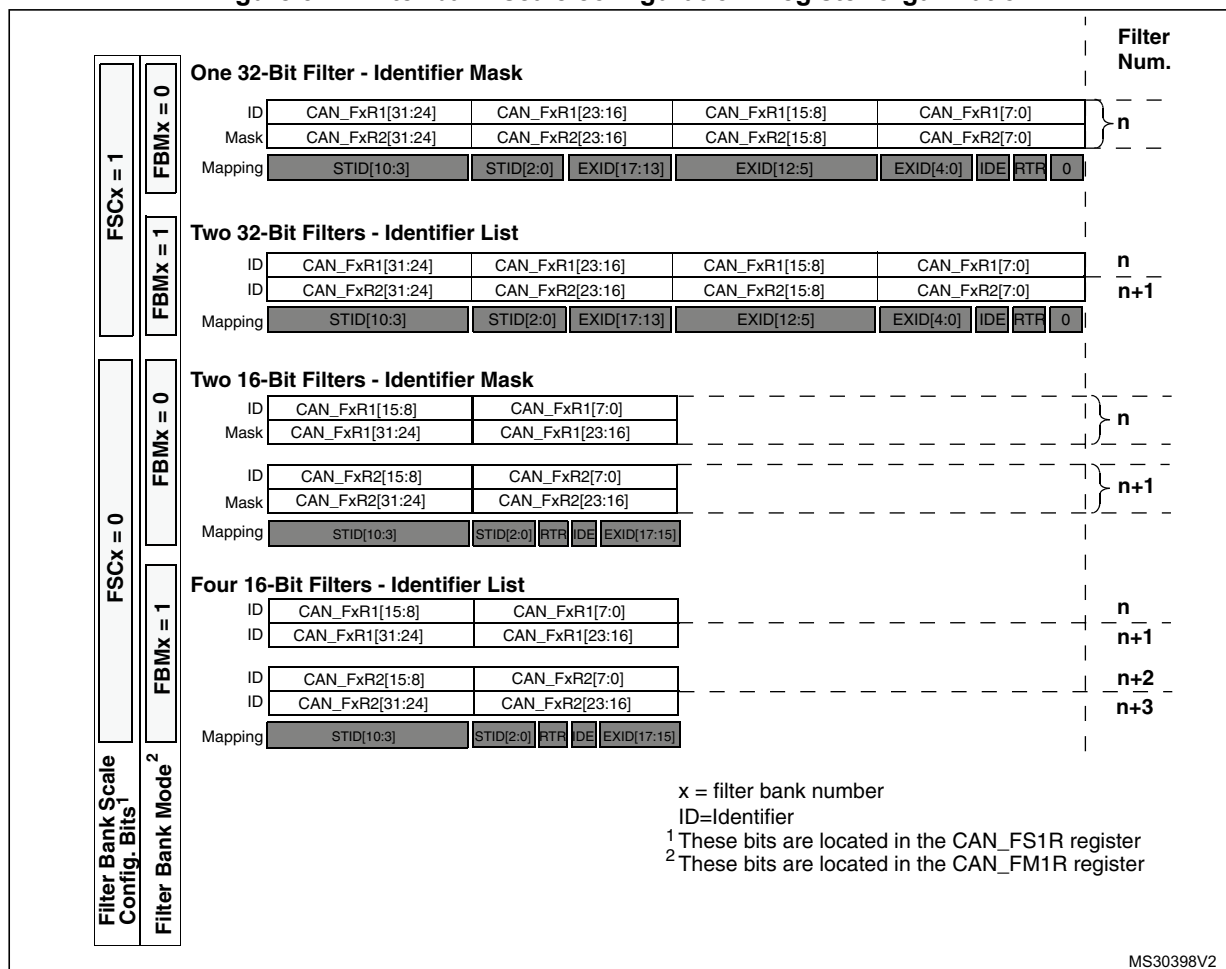 Filter
Num.
One 32-Bit Filter - Identifier Mask
ID CAN_FxR1[31:24] CAN_FxR1[23:16] CAN_FxR1[15:8] CAN_FxR1[7:0] n
Mask CAN_FxR2[31:24] CAN_FxR2[23:16] CAN_FxR2[15:8] CAN_FxR2[7:0]
Mapping STID[10:3] STID[2:0] EXID[17:13] EXID[12:5] EXID[4:0] IDE RTR 0
FSCx = 1
FBMx = 0
Two 32-Bit Filters - Identifier List
ID CAN_FxR1[31:24] CAN_FxR1[23:16] CAN_FxR1[15:8] CAN_FxR1[7:0] n
ID CAN_FxR2[31:24] CAN_FxR2[23:16] CAN_FxR2[15:8] CAN_FxR2[7:0] n+1
Mapping STID[10:3] STID[2:0] EXID[17:13] EXID[12:5] EXID[4:0] IDE RTR 0
FBMx = 1
Two 16-Bit Filters - Identifier Mask
ID CAN_FxR1[15:8] CAN_FxR1[7:0] n
Mask CAN_FxR1[31:24] CAN_FxR1[23:16]
ID CAN_FxR2[15:8] CAN_FxR2[7:0] n+1
Mask CAN_FxR2[31:24] CAN_FxR2[23:16]
Mapping STID[10:3] STID[2:0] RTR IDE EXID[17:15]
FSCx = 0
FBMx = 0
Four 16-Bit Filters - Identifier List
ID CAN_FxR1[15:8] CAN_FxR1[7:0] n
ID CAN_FxR1[31:24] CAN_FxR1[23:16] n+1
ID CAN_FxR2[15:8] CAN_FxR2[7:0] n+2
ID CAN_FxR2[31:24] CAN_FxR2[23:16] n+3
Mapping STID[10:3] STID[2:0] RTR IDE EXID[17:15]
FBMx = 1
Filter Bank Scale
Config. Bits1
Filter Bank Mode2
x = filter bank number
ID=Identifier
1 These bits are located in the CAN_FS1R register
2 These bits are located in the CAN_FM1R register
MS30398V2